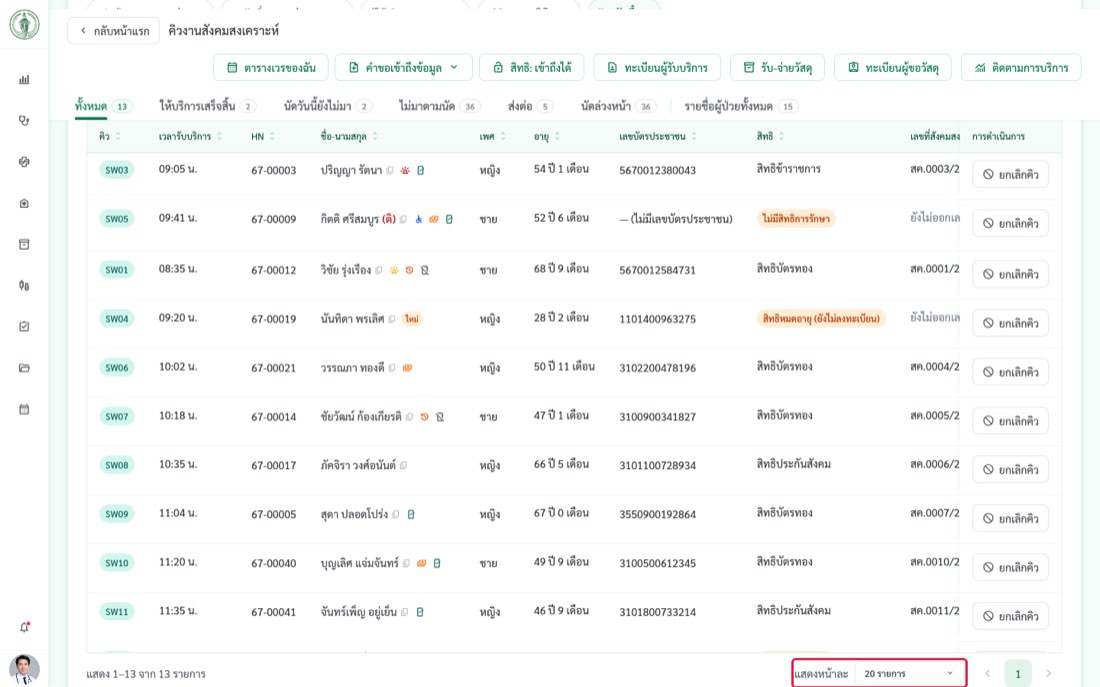 กลับหน้าแรก คิวงานสังคมสงเคราะห์
ตารางเวรของฉัน คำขอเข้าถึงข้อมูล สิทธิ: เข้าถึงได้ ทะเบียนผู้รับบริการ รับ-จ่ายวัสดุ ทะเบียนผู้ขอวัสดุ ติดตามการบริการ
ทั้งหมด 13 ให้บริการเสร็จสิ้น 2 นัดวันนี้ยังไม่มา 2 ไม่มาตามนัด 36 ส่งต่อ 5 นัดล่วงหน้า 36 รายชื่อผู้ป่วยทั้งหมด 15
คิว เวลารับบริการ HN ชื่อ-นามสกุล เพศ อายุ เลขบัตรประชาชน สิทธิ เลขที่สังคมสง การดำเนินการ
SW03 09:05 น. 67-00003 ปริญญา รัตนา หญิง 54 ปี 1 เดือน 5670012380043 สิทธิข้าราชการ สค.0003/2 ยกเลิกคิว
SW05 09:41 น. 67-00009 กิตติ ศรีสมบูร (ติ) ชาย 52 ปี 6 เดือน — (ไม่มีเลขบัตรประชาชน) ไม่มีสิทธิการรักษา ยังไม่ออกเล ยกเลิกคิว
SW01 08:35 น. 67-00012 วิชัย รุ่งเรือง ชาย 68 ปี 9 เดือน 5670012584731 สิทธิบัตรทอง สค.0001/2 ยกเลิกคิว
SW04 09:20 น. 67-00019 นันทิดา พรเลิศ ใหม่ หญิง 28 ปี 2 เดือน 1101400963275 สิทธิหมดอายุ (ยังไม่ลงทะเบียน) ยังไม่ออกเล ยกเลิกคิว
SW06 10:02 น. 67-00021 วรรณภา ทองดี หญิง 50 ปี 11 เดือน 3102200478196 สิทธิบัตรทอง สค.0004/2 ยกเลิกคิว
SW07 10:18 น. 67-00014 ชัยวัฒน์ ก้องเกียรติ ชาย 47 ปี 1 เดือน 3100900341827 สิทธิบัตรทอง สค.0005/2 ยกเลิกคิว
SW08 10:35 น. 67-00017 ภัคจิรา วงศ์อนันต์ หญิง 66 ปี 5 เดือน 3101100728934 สิทธิประกันสังคม สค.0006/2 ยกเลิกคิว
SW09 11:04 น. 67-00005 สุดา ปลอดโปร่ง หญิง 67 ปี 0 เดือน 3550900192864 สิทธิบัตรทอง สค.0007/2 ยกเลิกคิว
SW10 11:20 น. 67-00040 บุญเลิศ แจ่มจันทร์ ชาย 49 ปี 9 เดือน 3100500612345 สิทธิบัตรทอง สค.0010/2 ยกเลิกคิว
SW11 11:35 น. 67-00041 จันทร์เพ็ญ อยู่เย็น หญิง 46 ปี 9 เดือน 3101800733214 สิทธิประกันสังคม สค.0011/2 ยกเลิกคิว
แสดง 1–13 จาก 13 รายการ แสดงหน้าละ 20 รายการ 1